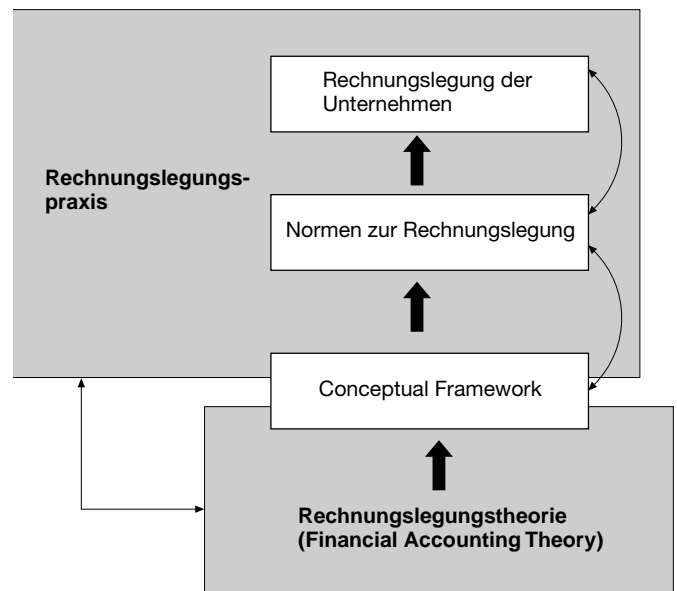 Rechnungslegung der
Unternehmen
Rechnungslegungs-
praxis
Normen zur Rechnungslegung
Conceptual Framework
Rechnungslegungstheorie
(Financial Accounting Theory)